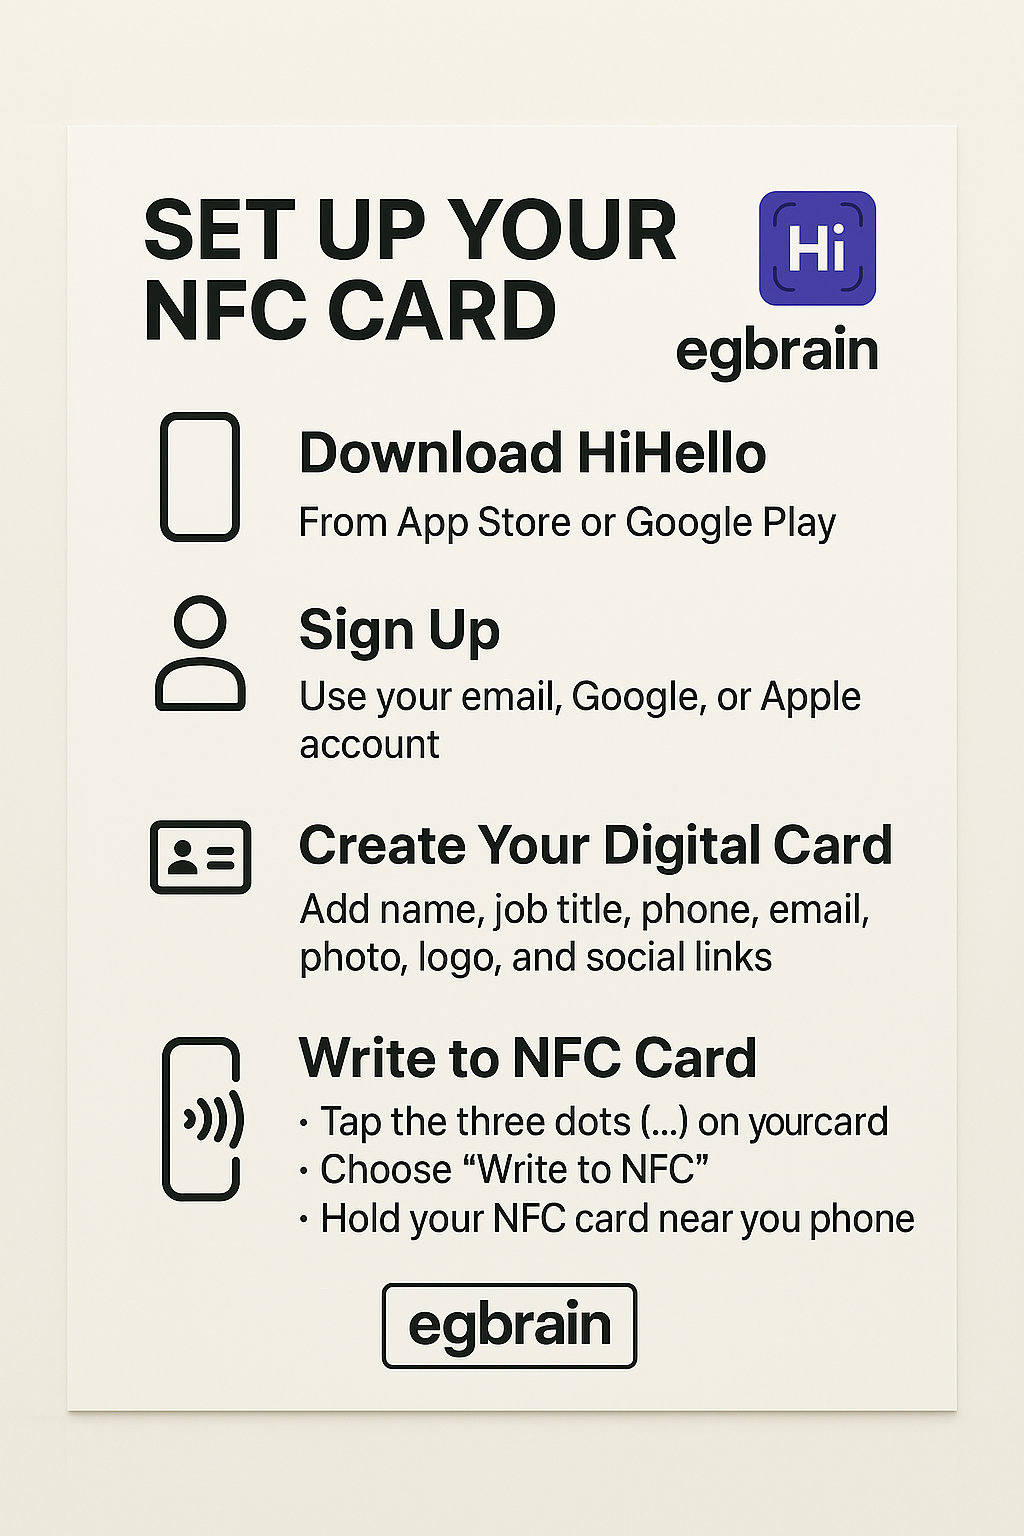 SET UP YOUR
NFC CARD
Hi
egbrain
Download HiHello
From App Store or Google Play
Sign Up
Use your email, Google, or Apple
account
Create Your Digital Card
Add name, job title, phone, email,
photo, logo, and social links
Write to NFC Card
• Tap the three dots (...) on yourcard
• Choose “Write to NFC”
• Hold your NFC card near you phone
egbrain